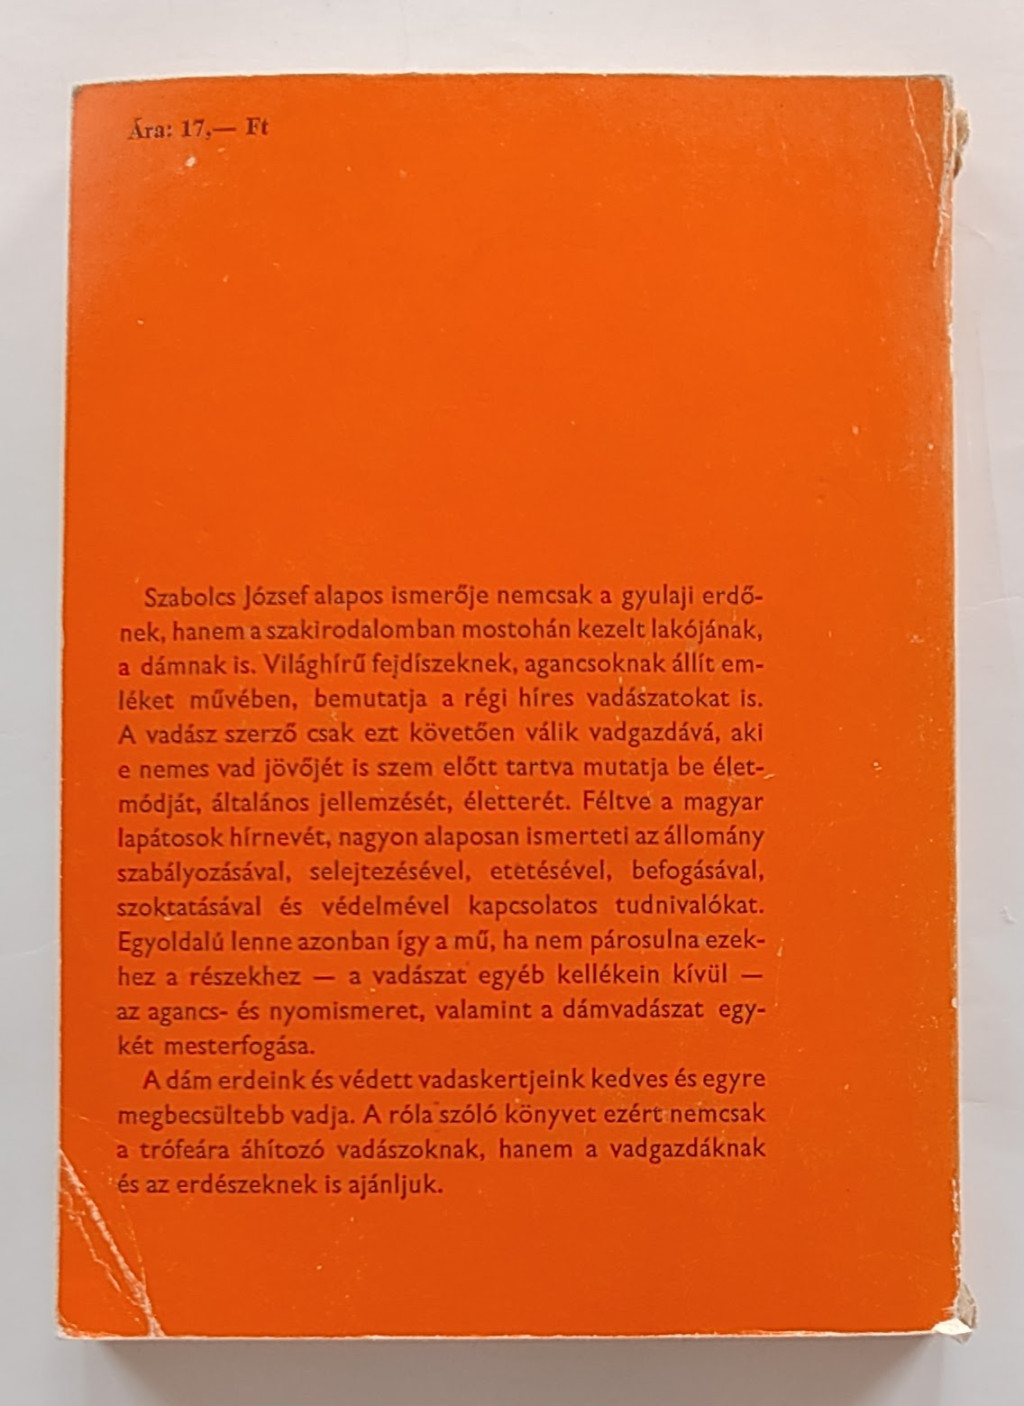 Ára: 17,— Ft
Szabolcs József alapos ismerője nemcsak a gyulaji erdő-
nek, hanem a szakirodalomban mostohán kezelt lakójának,
a dámnak is. Világhírű fejdíszeknek, agancsoknak állít em-
léket művében, bemutatja a régi híres vadászatokat is.
A vadász szerző csak ezt követően válik vadgazdává, aki
e nemes vad jövőjét is szem előtt tartva mutatja be élet-
módját, általános jellemzését, életterét. Féltve a magyar
lapátosok hírnevét, nagyon alaposan ismerteti az állomány
szabályozásával, selejtezésével, etetésével, befogásával,
szoktatásával és védelmével kapcsolatos tudnivalókat.
Egyoldalú lenne azonban így a mű, ha nem párosulna ezek-
hez a részekhez — a vadászat egyéb kellékein kívül —
az agancs- és nyomismeret, valamint a dámvadászat egy-
két mesterfogása.
A dám erdeink és védett vadaskertjeink kedves és egyre
megbecsültebb vadja. A róla szóló könyvet ezért nemcsak
a trófeára áhítozó vadászoknak, hanem a vadgazdáknak
és az erdészeknek is ajánljuk.